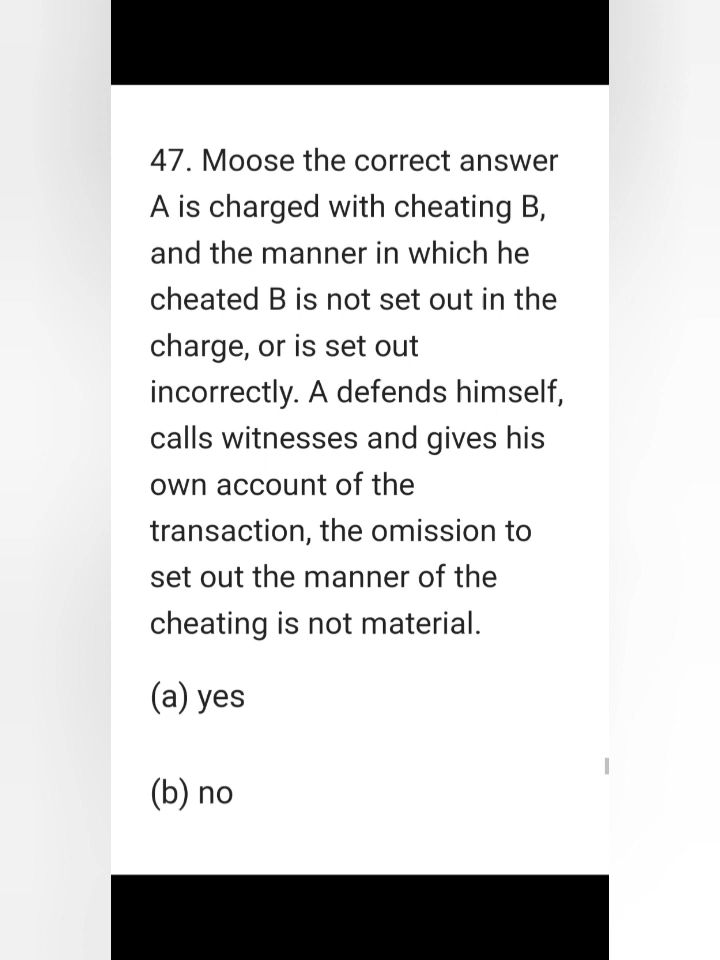 47. Moose the correct answer
A is charged with cheating B,
and the manner in which he
cheated B is not set out in the
charge, or is set out
incorrectly. A defends himself,
calls witnesses and gives his
own account of the
transaction, the omission to
set out the manner of the
cheating is not material.
(a) yes
(b) no